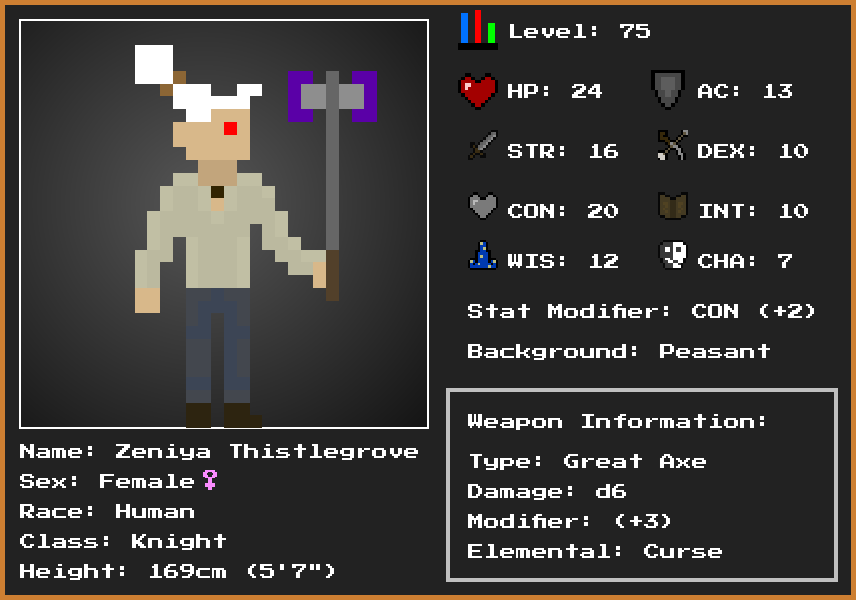 Level: 75
HP: 24
AC: 13
STR: 16
DEX: 10
CON: 20
INT: 10
WIS: 12
CHA: 7
Stat Modifier: CON (+2)
Background: Peasant
Weapon Information:
Type: Great Axe
Damage: d6
Modifier: (+3)
Elemental: Curse
Name: Zeniya Thistlegrove
Sex: Female♀
Race: Human
Class: Knight
Height: 169cm (5'7")